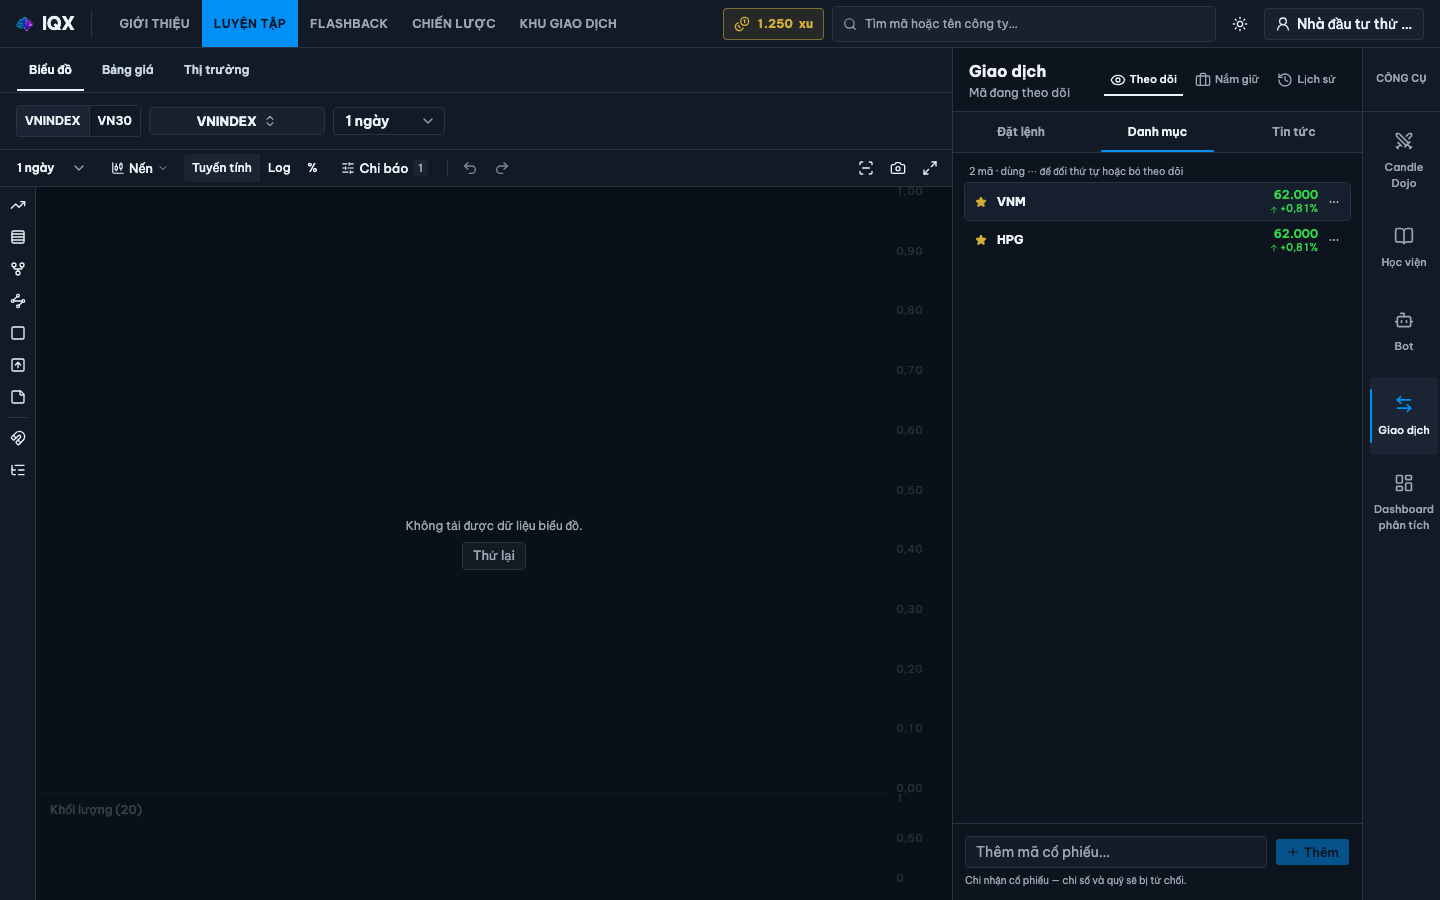 IQX
GIỚI THIỆU
LUYỆN TẬP
FLASHBACK
CHIẾN LƯỢC
KHU GIAO DỊCH
1.250 xu
Tìm mã hoặc tên công ty...
Nhà đầu tư thử ...
Biểu đồ
Bảng giá
Thị trường
VNINDEX
VN30
VNINDEX
1 ngày
1 ngày
Nến
Tuyến tính
Log
%
Chỉ báo 1
1,00
0,90
0,80
0,70
0,60
0,50
0,40
0,30
0,20
0,10
0,00
1
0,50
0
Không tải được dữ liệu biểu đồ.
Thử lại
Khối lượng (20)
Giao dịch
Mã đang theo dõi
Theo dõi
Nắm giữ
Lịch sử
Đặt lệnh
Danh mục
Tin tức
2 mã · dùng ··· để đổi thứ tự hoặc bỏ theo dõi
VNM
62.000
+0,81%
HPG
62.000
+0,81%
Thêm mã cổ phiếu...
+ Thêm
Chỉ nhận cổ phiếu — chỉ số và quỹ sẽ bị từ chối.
CÔNG CỤ
Candle
Dojo
Học viện
Bot
Giao dịch
Dashboard
phân tích